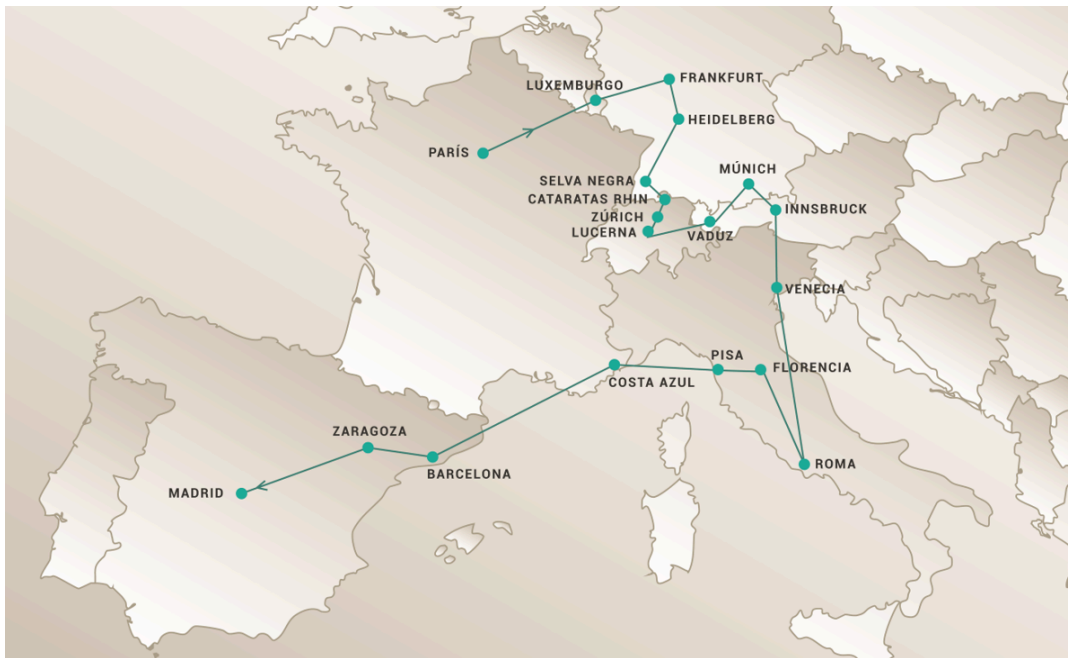 FRANKFURT
LUXEMBURGO
HEIDELBERG
PARÍS
MÚNICH
SELVA NEGRA
CATARATAS RHIN
INNSBRUCK
ZÚRICH
LUCERNA
VADUZ
VENECIA
PISA
FLORENCIA
COSTA AZUL
ZARAGOZA
ROMA
BARCELONA
MADRID